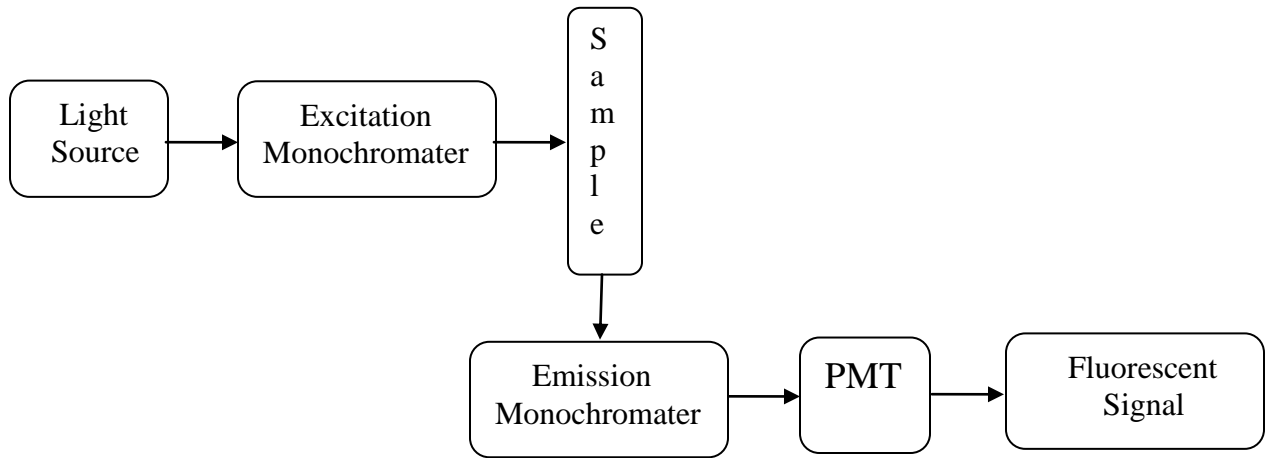 Light
Source
Excitation
Monochromater
S
a
m
p
l
e
Emission
Monochromater
PMT
Fluorescent
Signal